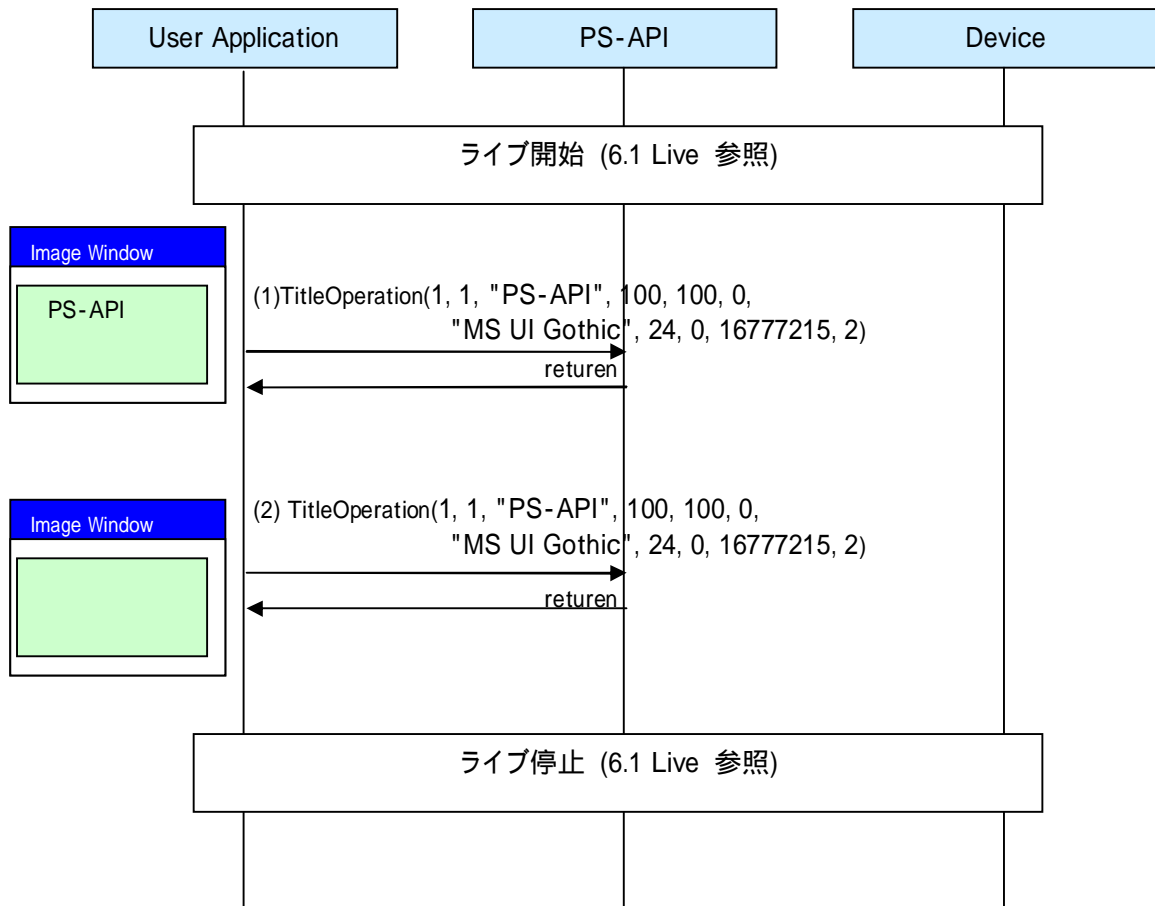 User Application
PS-API
Device
ライブ開始 (6.1 Live 参照)
Image Window
PS-API
(1)TitleOperation(1, 1, "PS-API", 100, 100, 0,
"MS UI Gothic", 24, 0, 16777215, 2)
returen
Image Window
(2) TitleOperation(1, 1, "PS-API", 100, 100, 0,
"MS UI Gothic", 24, 0, 16777215, 2)
returen
ライブ停止 (6.1 Live 参照)